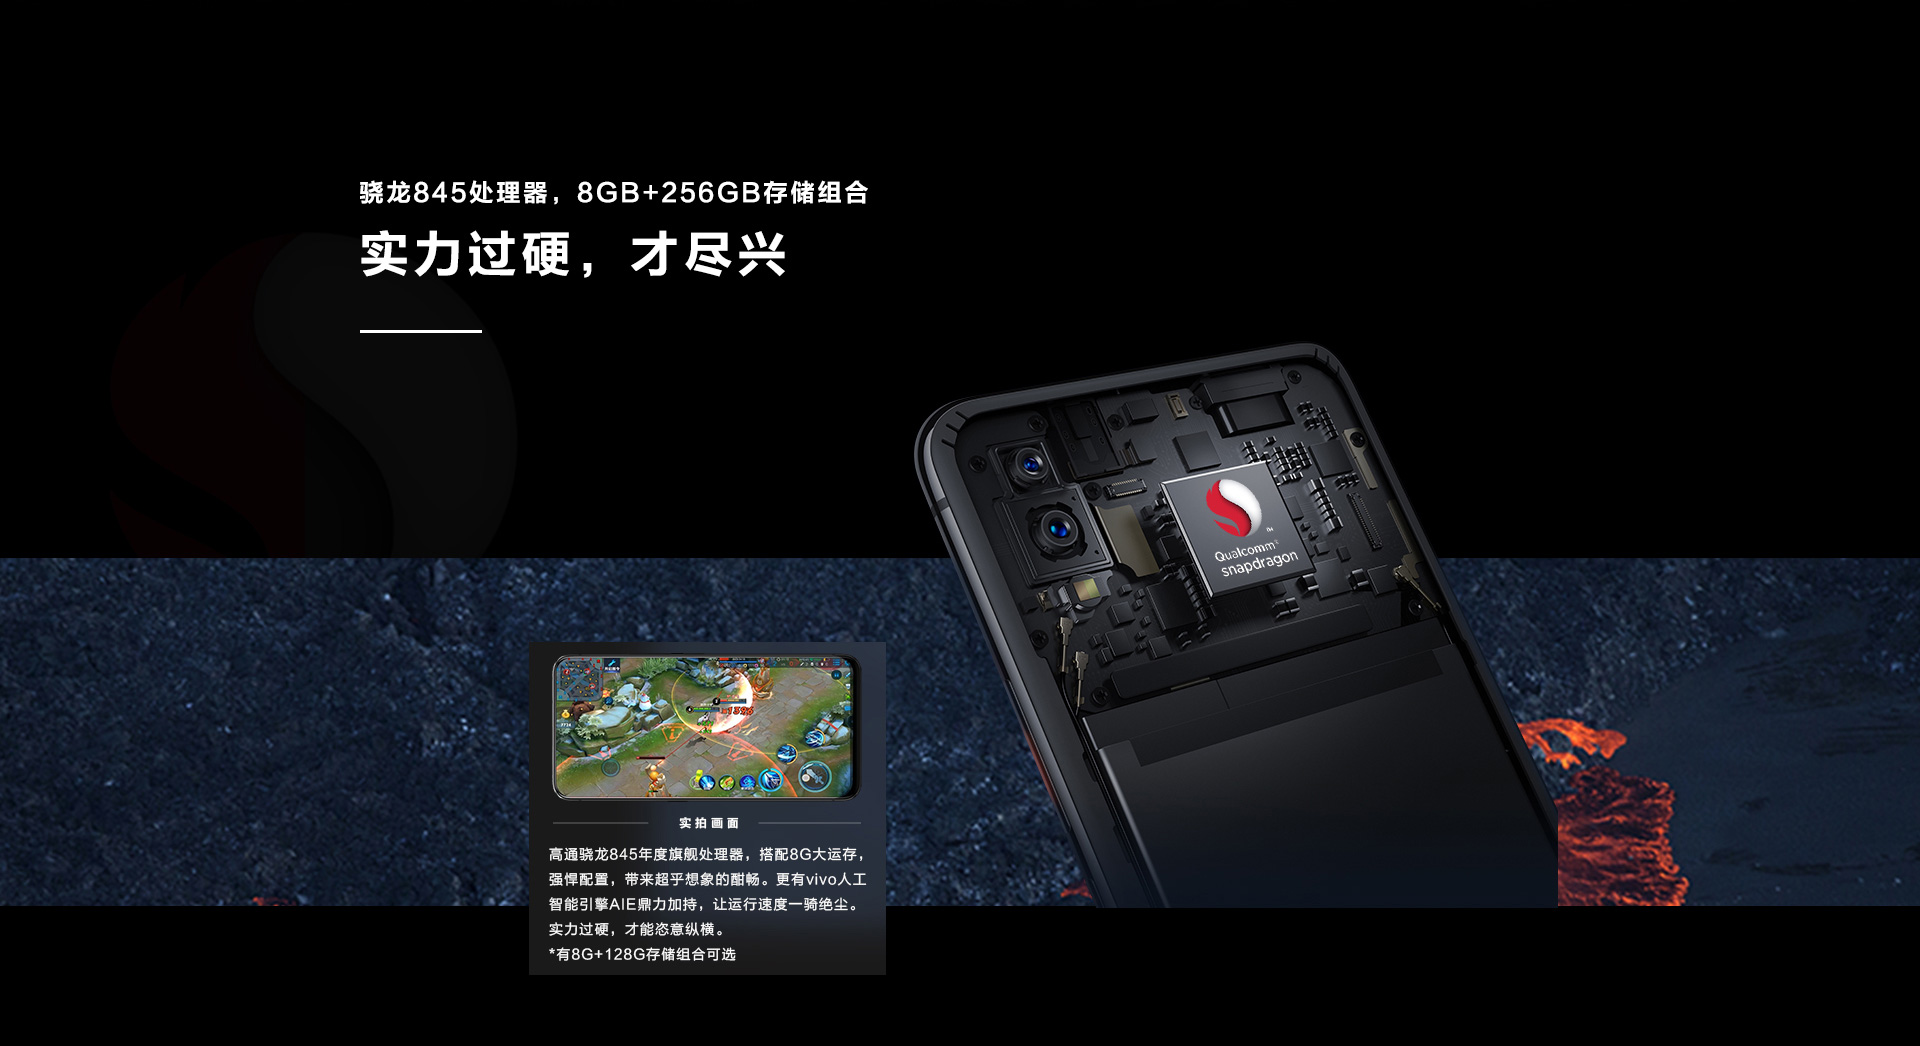 骁龙845处理器，8GB+256GB存储组合
实力过硬，才尽兴
Qualcomm
snapdragon
1396
实拍画面
高通骁龙845年度旗舰处理器，搭配8G大运存，
强悍配置，带来超乎想象的酣畅。更有vivo人工
智能引擎AIE鼎力加持，让运行速度一骑绝尘。
实力过硬，才能恣意纵横。
*有8G+128G存储组合可选